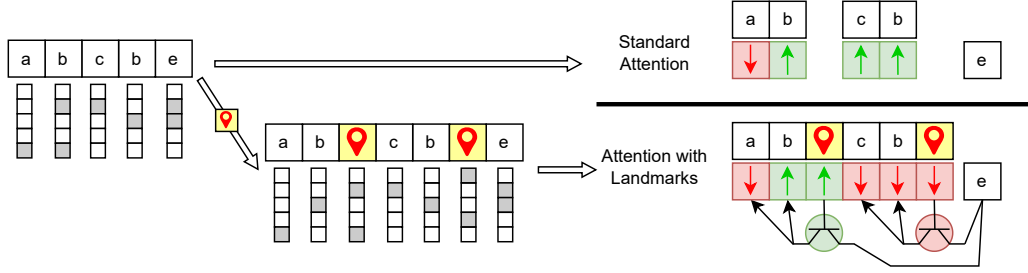 a b c b e
a b c b e
Standard
Attention
a b c b
e
Attention with
Landmarks
a b c b
e